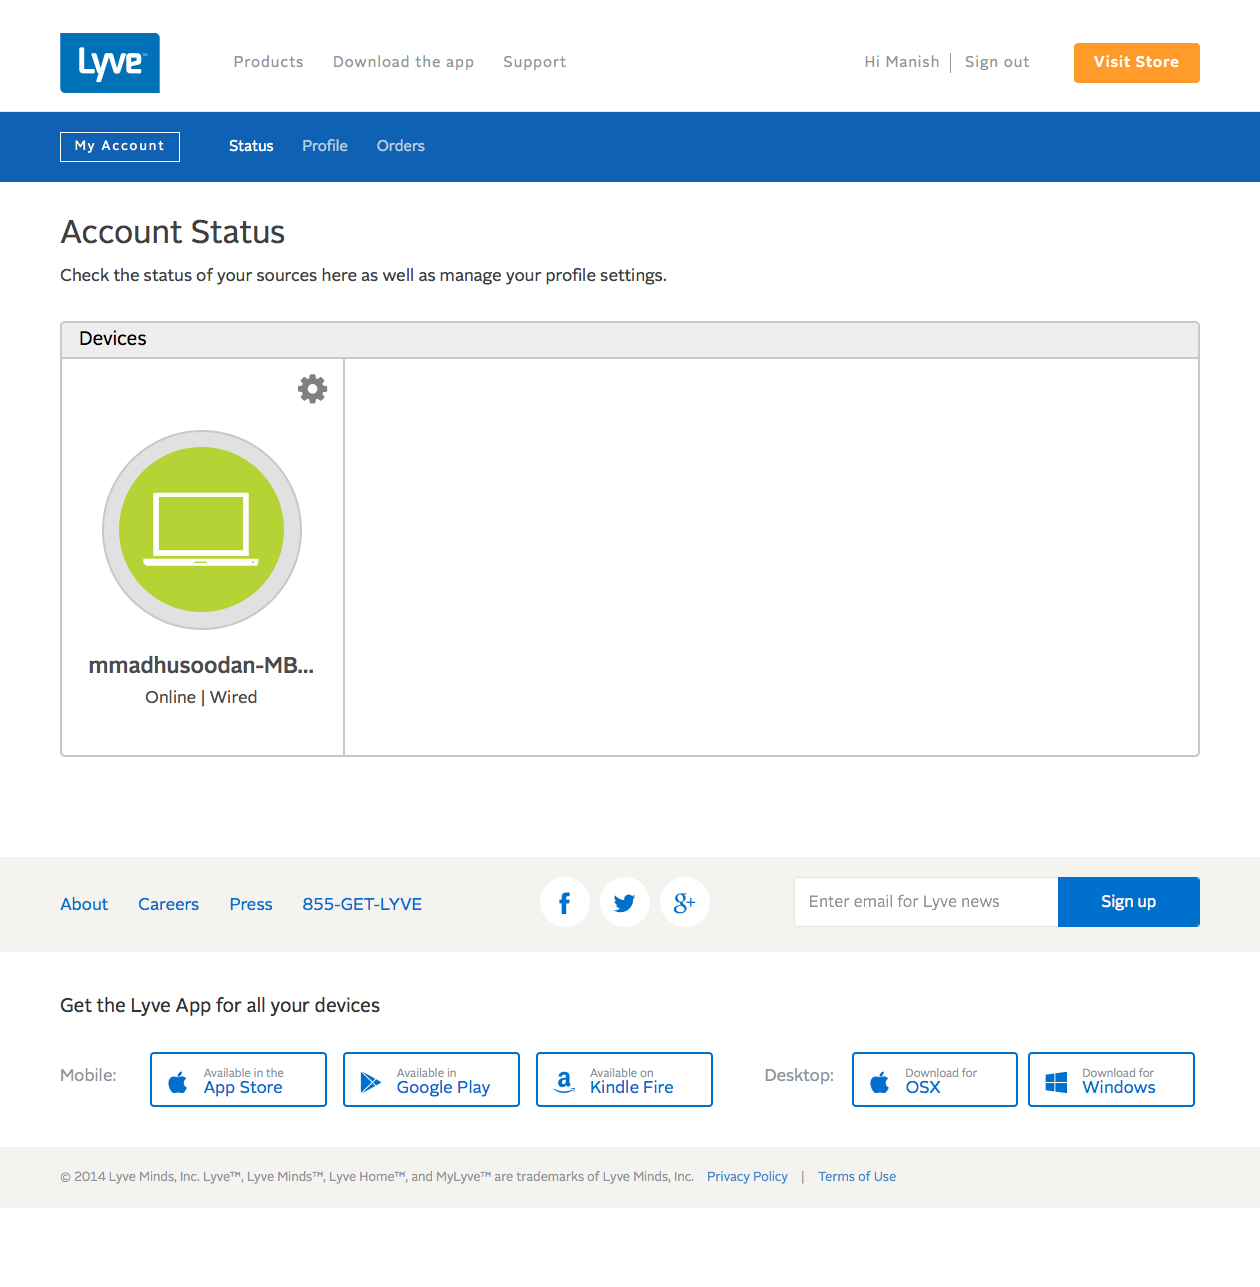 Lyve™
Products Download the app Support Hi Manish Sign out Visit Store
My Account Status Profile Orders
Account Status
Check the status of your sources here as well as manage your profile settings.
Devices
mmadhusoodan-MB...
Online | Wired
About Careers Press 855-GET-LYVE f g+ Enter email for Lyve news Sign up
Get the Lyve App for all your devices
Mobile: Available in the App Store Available in Google Play a Available on Kindle Fire Desktop: Download for OSX Download for Windows
© 2014 Lyve Minds, Inc. Lyve™, Lyve Minds™, Lyve Home™, and MyLyve™ are trademarks of Lyve Minds, Inc. Privacy Policy | Terms of Use